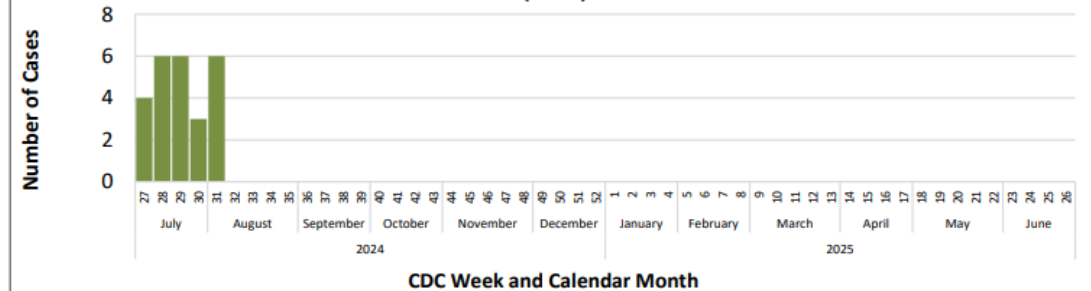 8
6
4
2
0
Number of Cases
27 28 29 30 31 32 33 34 35 36 37 38 39 40 41 42 43 44 45 46 47 48 49 50 51 52 1 2 3 4 5 6 7 8 9 10 11 12 13 14 15 16 17 18 19 20 21 22 23 24 25 26
July August September October November December January February March April May June
2024 2025
CDC Week and Calendar Month